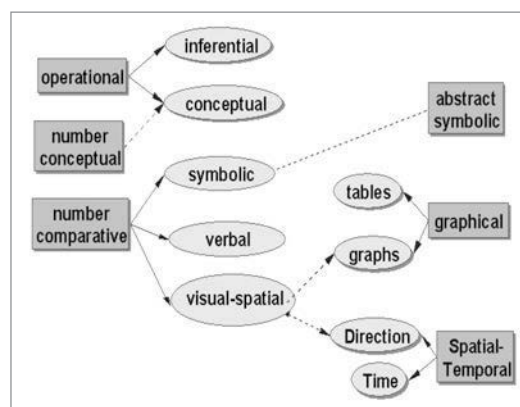 inferential
operational
conceptual
abstract
symbolic
number
conceptual
symbolic
tables
number
comparative
graphical
verbal
graphs
visual-spatial
Direction
Spatial-
Temporal
Time